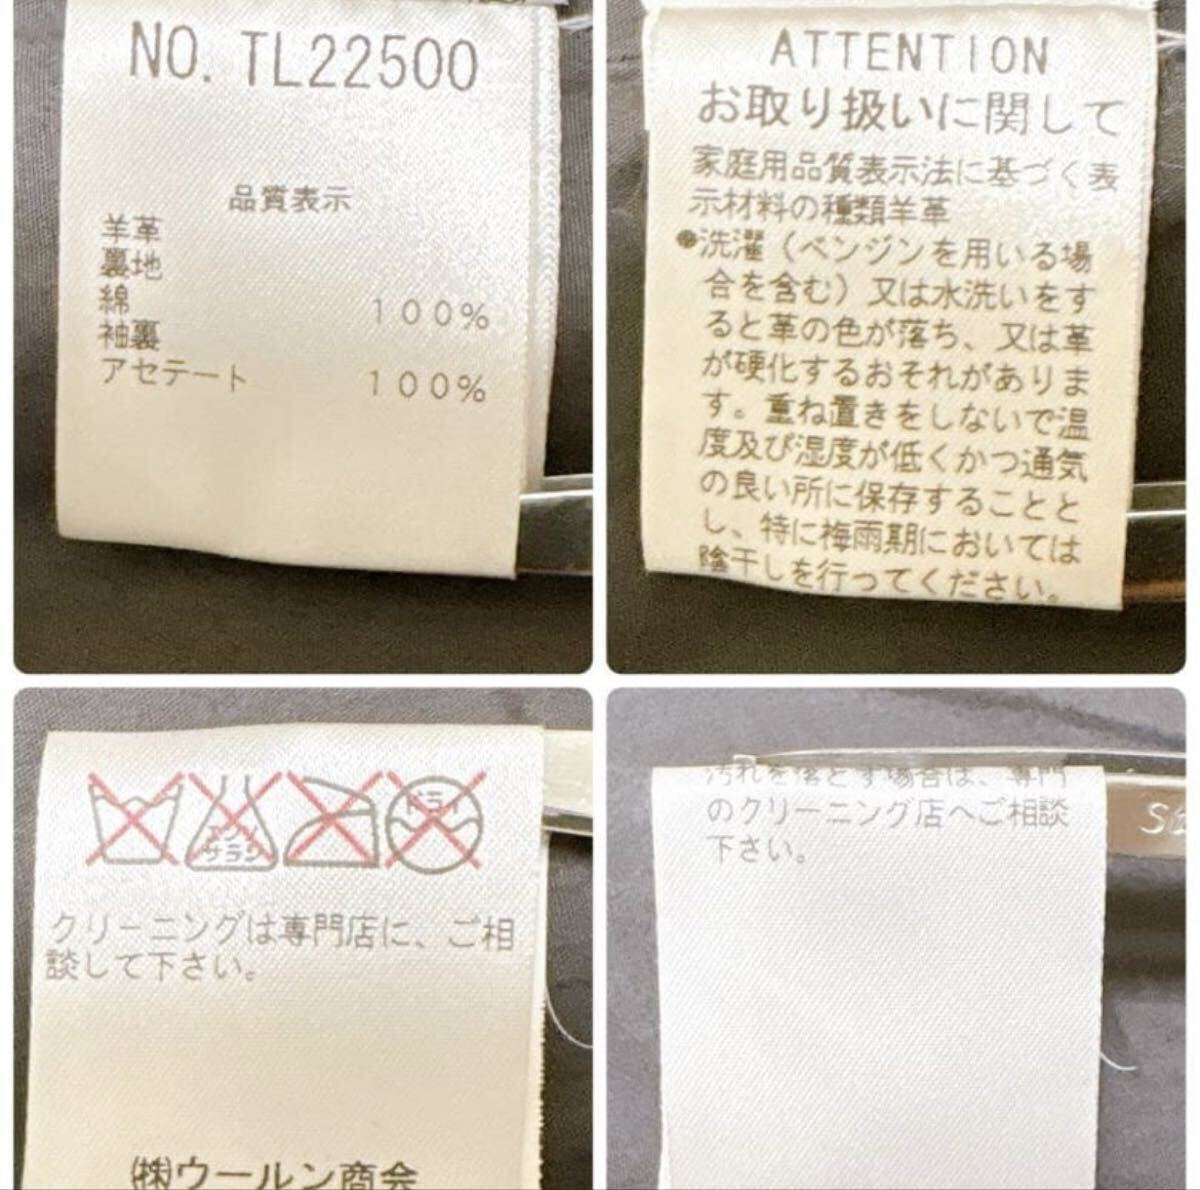 NO. TL22500
品質表示
羊革
裏地
綿 100%
袖裏
アセテート 100%
ATTENTION
お取り扱いに関して
家庭用品質表示法に基づく表
示材料の種類羊革
●洗濯（ベンジンを用いる場
合を含む）又は水洗いをす
ると革の色が落ち、又は革
が硬化するおそれがありま
す。重ね置きをしないで温
度及び湿度が低くかつ通気
の良い所に保存することと
し、特に梅雨期においては
陰干しを行ってください。
エンソ
サラシ
ドライ
クリーニングは専門店に、ご相
談して下さい。
㈱ウールン商会
汚れを落とす場合は、専門
のクリーニング店へご相談
下さい。